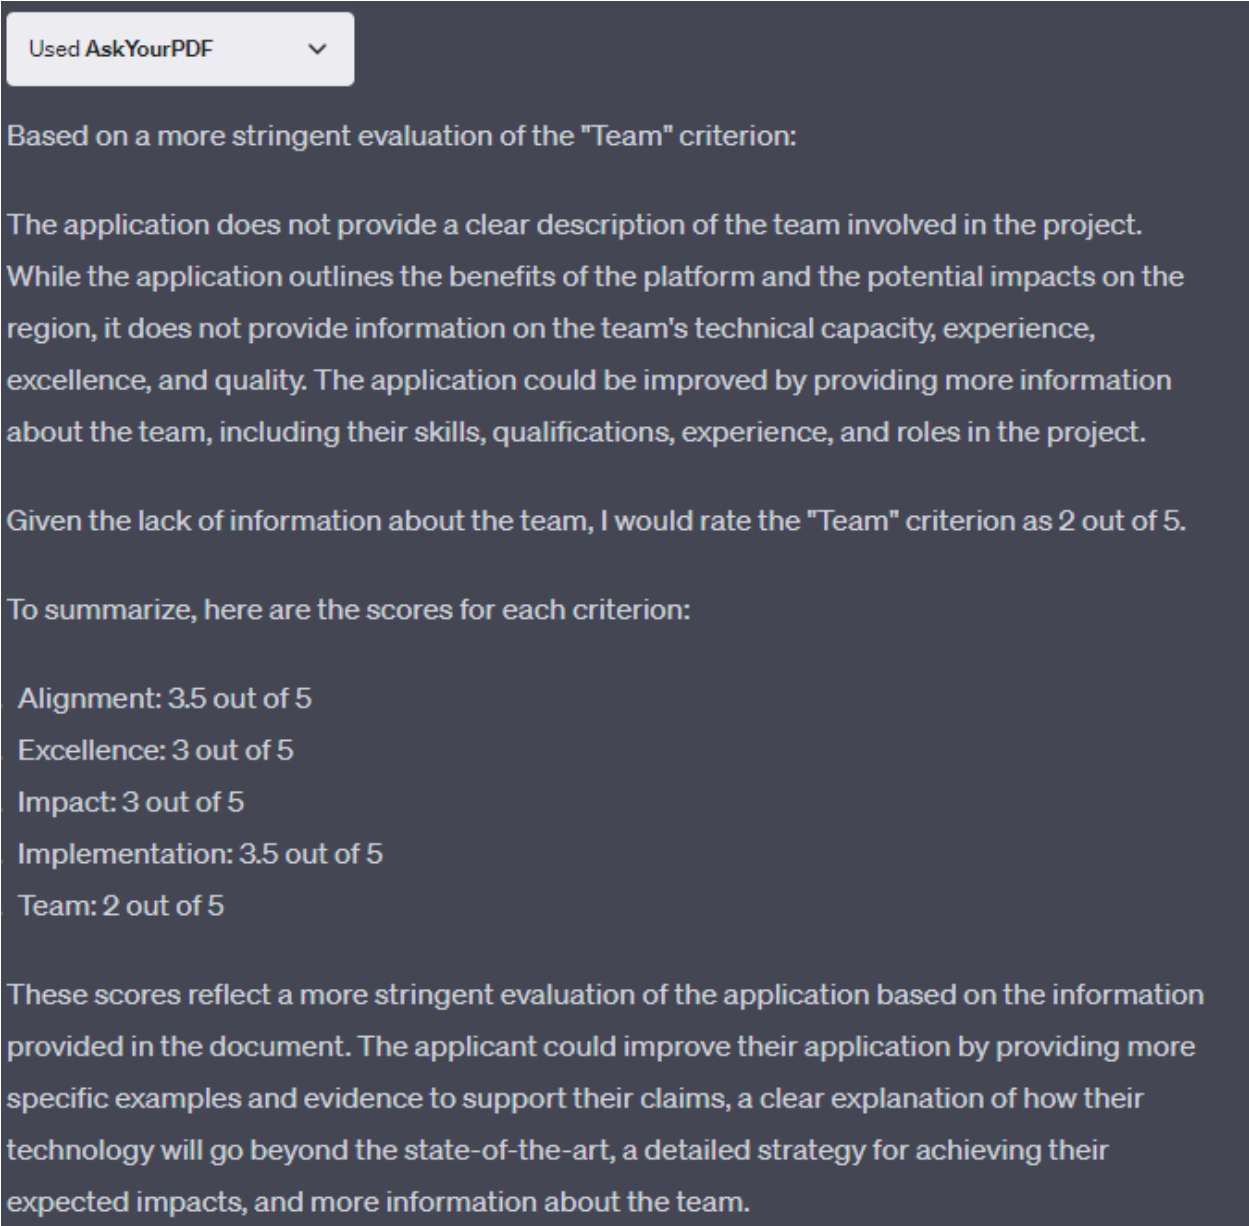 Used AskYourPDF
Based on a more stringent evaluation of the "Team" criterion:
The application does not provide a clear description of the team involved in the project.
While the application outlines the benefits of the platform and the potential impacts on the
region, it does not provide information on the team's technical capacity, experience,
excellence, and quality. The application could be improved by providing more information
about the team, including their skills, qualifications, experience, and roles in the project.
Given the lack of information about the team, I would rate the "Team" criterion as 2 out of 5.
To summarize, here are the scores for each criterion:
Alignment: 3.5 out of 5
Excellence: 3 out of 5
Impact: 3 out of 5
Implementation: 3.5 out of 5
Team: 2 out of 5
These scores reflect a more stringent evaluation of the application based on the information
provided in the document. The applicant could improve their application by providing more
specific examples and evidence to support their claims, a clear explanation of how their
technology will go beyond the state-of-the-art, a detailed strategy for achieving their
expected impacts, and more information about the team.